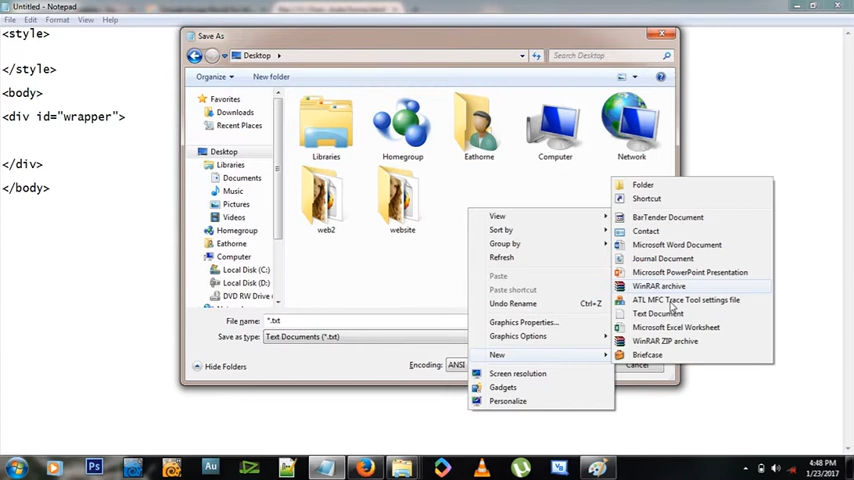 Untitled - Notepad
File Edit Format View Help
<style>
</style>
<body>
<div id="wrapper">
</div>
</body>
Save As
Desktop
Search Desktop
Organize
New folder
Favorites
Downloads
Recent Places
Desktop
Libraries
Documents
Music
Pictures
Videos
Homegroup
Eathorne
Computer
Local Disk (C:)
Local Disk (D:)
DVD RW Drive (
Libraries
Homegroup
Eathorne
Computer
Network
web2
website
File name: *.txt
Save as type: Text Documents (*.txt)
Hide Folders
Encoding: ANSI
Cancel
View
Sort by
Group by
Refresh
Paste
Paste shortcut
Undo Rename Ctrl+Z
Graphics Properties...
Graphics Options
New
Screen resolution
Gadgets
Personalize
Folder
Shortcut
BarTender Document
Contact
Microsoft Word Document
Journal Document
Microsoft PowerPoint Presentation
WinRAR archive
ATL MFC Trace Tool settings file
Text Document
Microsoft Excel Worksheet
WinRAR ZIP archive
Briefcase
Ps
Au
4:48 PM
1/23/2017